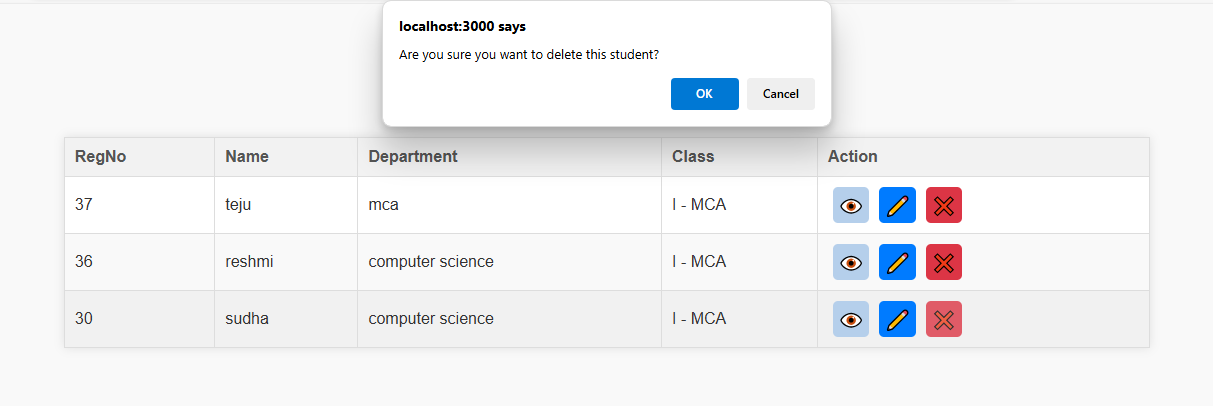 localhost:3000 says
Are you sure you want to delete this student?
OK Cancel
RegNo Name Department Class Action
37 teju mca I - MCA
36 reshmi computer science I - MCA
30 sudha computer science I - MCA